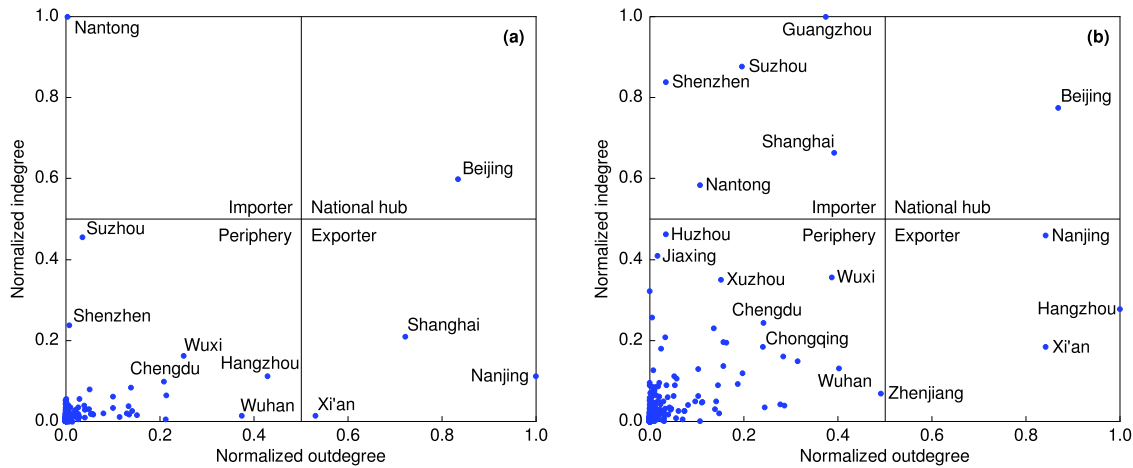 1.0
Nantong
(a)
0.8
Beijing
0.6
Importer
National hub
Suzhou
Periphery
Exporter
0.4
Shenzhen
Shanghai
Wuxi
0.2
Chengdu
Hangzhou
Nanjing
Wuhan
Xi'an
0.0
0.0
0.2
0.4
0.6
0.8
1.0
Normalized outdegree
Normalized indegree
1.0
Guangzhou
(b)
Suzhou
Shenzhen
0.8
Beijing
Shanghai
0.6
Nantong
Importer
National hub
Huzhou
Periphery
Exporter
Nanjing
Jiaxing
0.4
Xuzhou
Wuxi
Chengdu
Hangzhou
Chongqing
Xi'an
0.2
Wuhan
Zhenjiang
0.0
0.0
0.2
0.4
0.6
0.8
1.0
Normalized outdegree
Normalized indegree